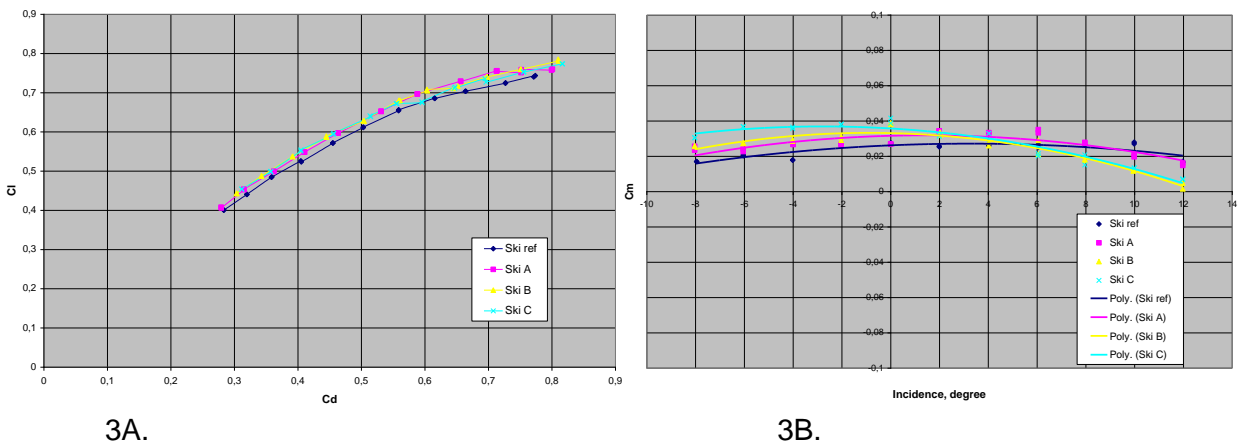 0,9
0,8
0,7
0,6
0,5
0,4
0,3
0,2
0,1
0
Cl
0 0,1 0,2 0,3 0,4 0,5 0,6 0,7 0,8 0,9
Cd
Ski ref
Ski A
Ski B
Ski C
3A.
0,1
0,08
0,06
0,04
0,02
0
-0,02
-0,04
-0,06
-0,08
-0,1
Cm
-10 -8 -6 -4 -2 0 2 4 6 8 10 12 14
Incidence, degree
Ski ref
Ski A
Ski B
Ski C
Poly. (Ski ref)
Poly. (Ski A)
Poly. (Ski B)
Poly. (Ski C)
3B.